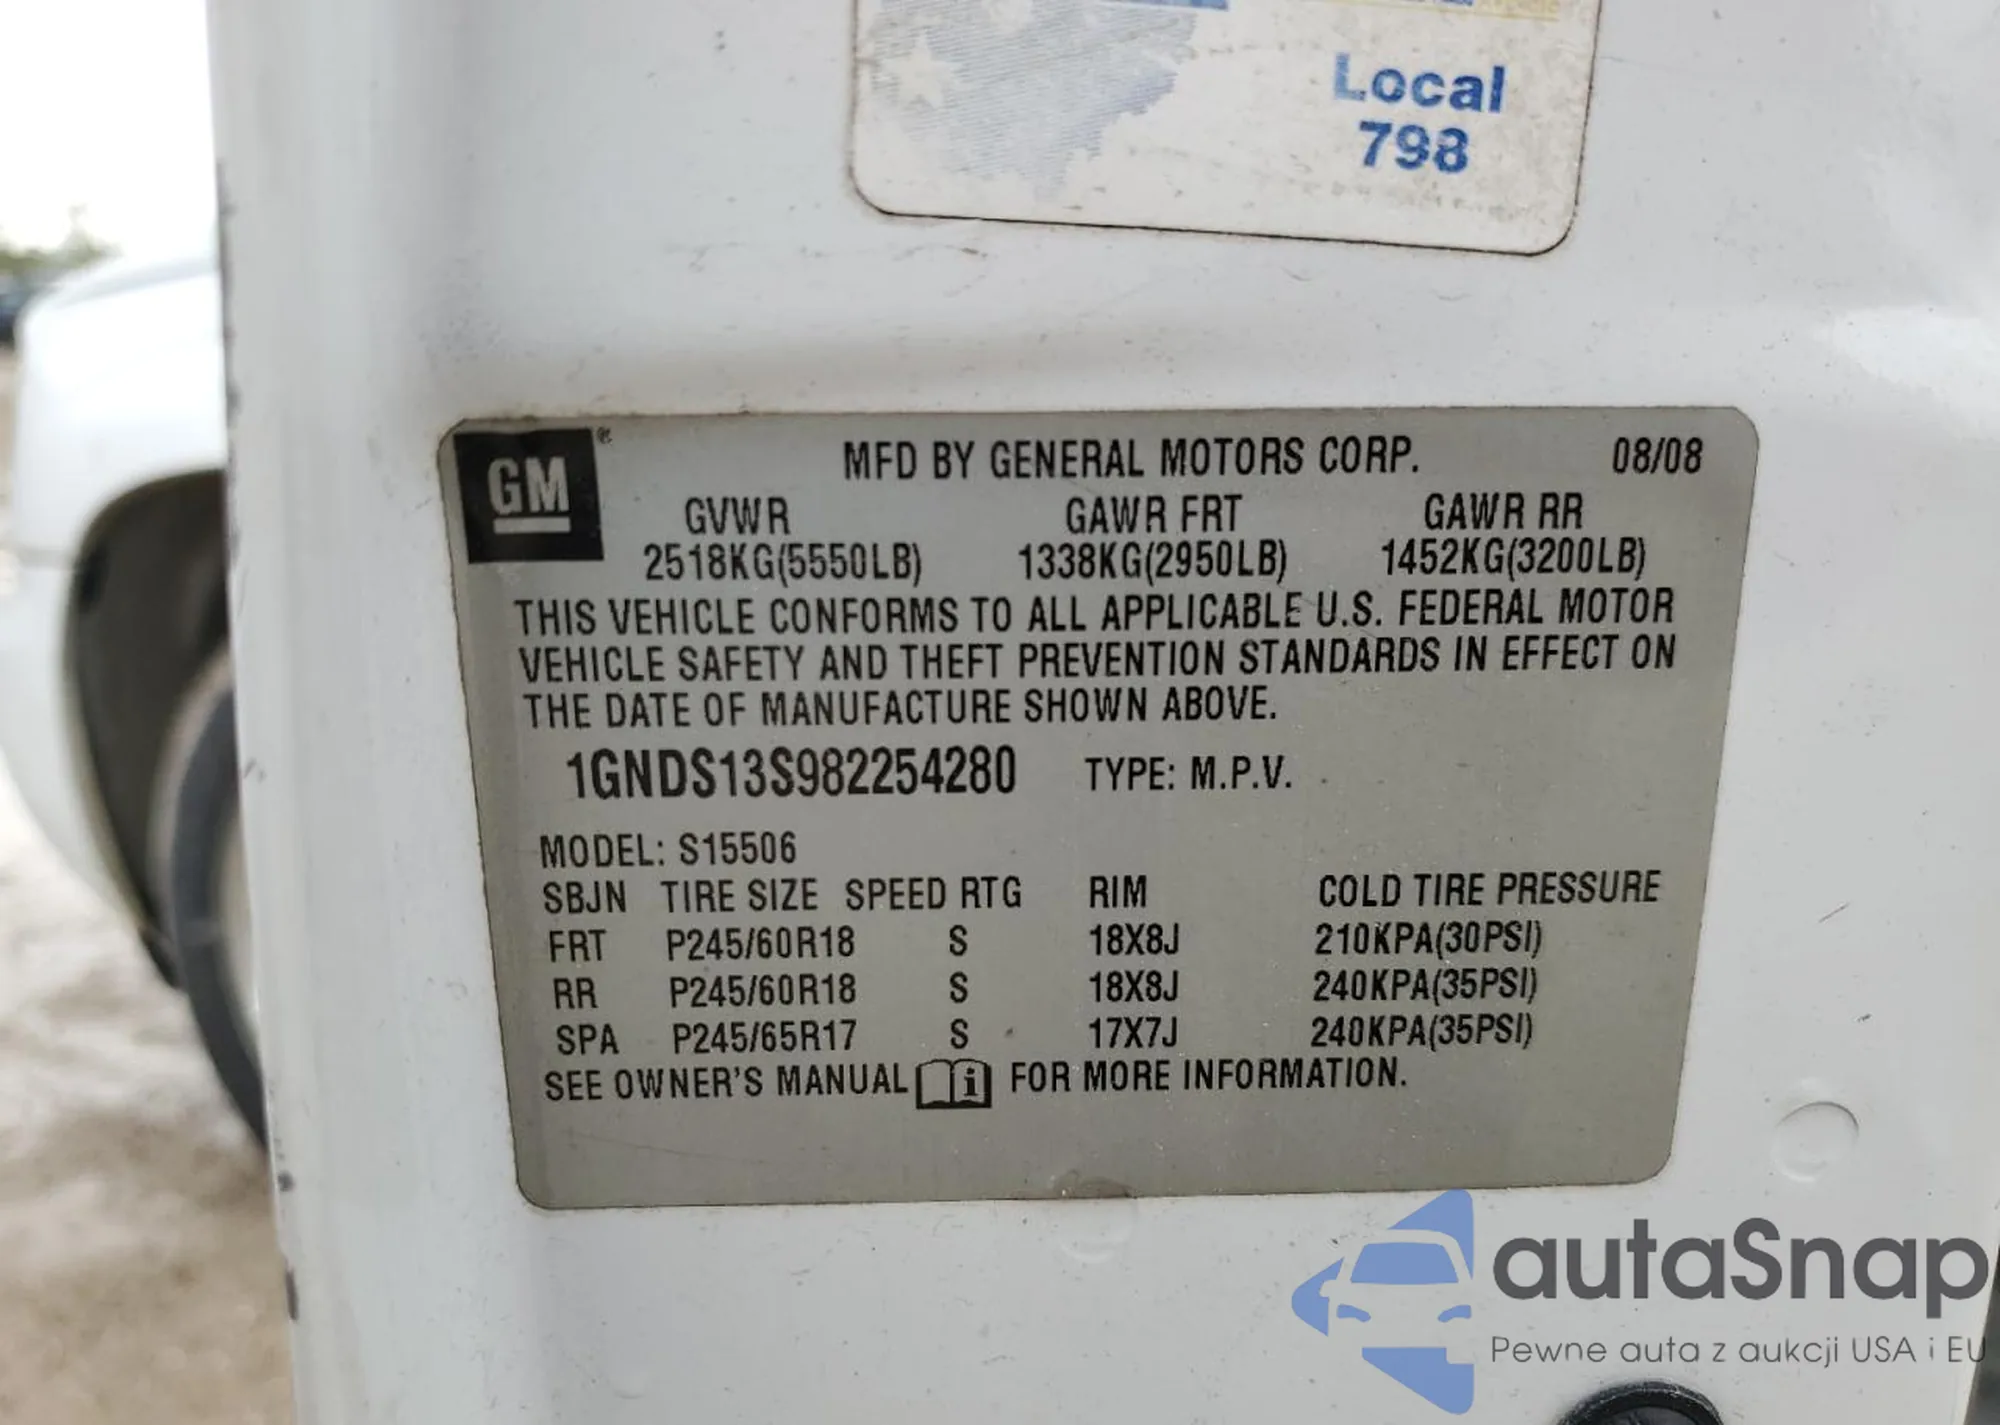 Local
798
GM®
MFD BY GENERAL MOTORS CORP. 08/08
GVWR GAWR FRT GAWR RR
2518KG(5550LB) 1338KG(2950LB) 1452KG(3200LB)
THIS VEHICLE CONFORMS TO ALL APPLICABLE U.S. FEDERAL MOTOR
VEHICLE SAFETY AND THEFT PREVENTION STANDARDS IN EFFECT ON
THE DATE OF MANUFACTURE SHOWN ABOVE.
1GNDS13S982254280 TYPE: M.P.V.
MODEL: S15506
SBJN TIRE SIZE SPEED RTG RIM COLD TIRE PRESSURE
FRT P245/60R18 S 18X8J 210KPA(30PSI)
RR P245/60R18 S 18X8J 240KPA(35PSI)
SPA P245/65R17 S 17X7J 240KPA(35PSI)
SEE OWNER'S MANUAL i FOR MORE INFORMATION.
autaSnap
Pewne auta z aukcji USA i EU